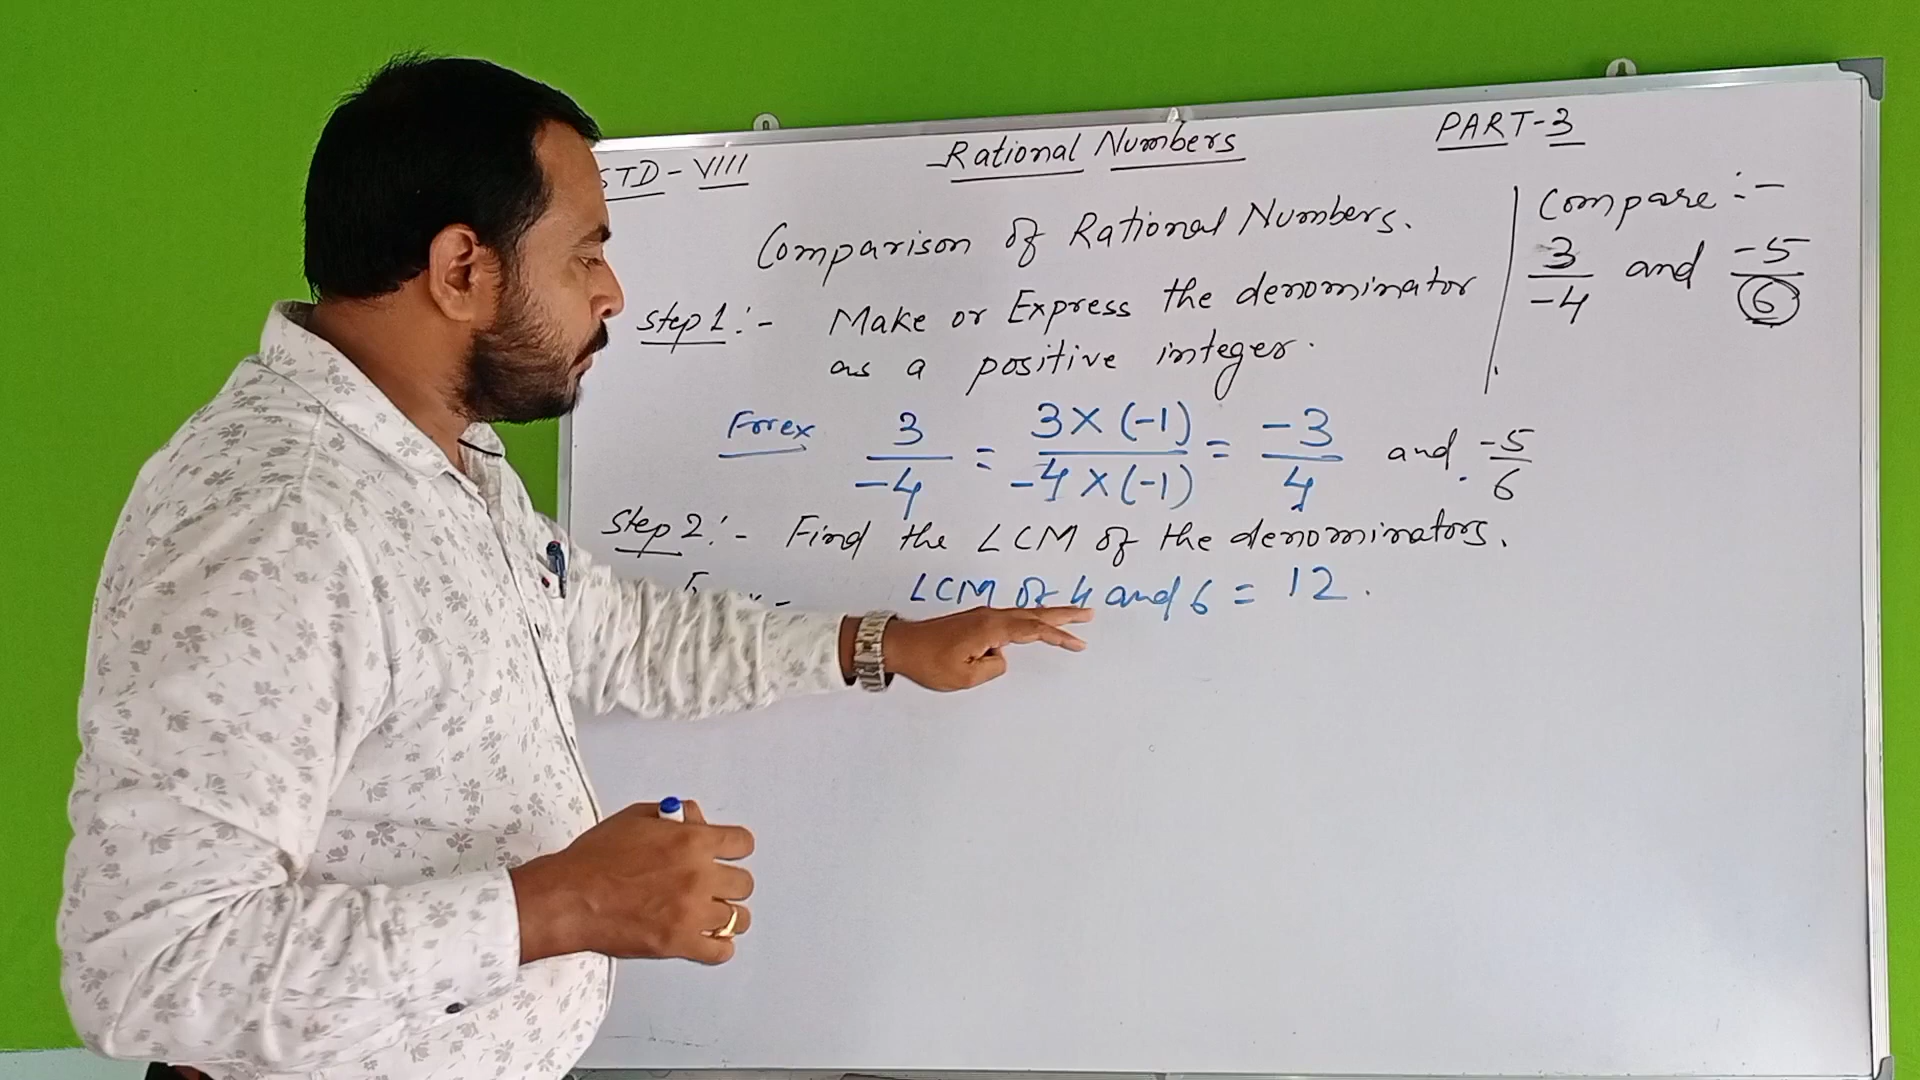 STD - VIII
Rational Numbers
PART-3
Comparison of Rational Numbers.
Step 1:- Make or Express the denominator
as a positive integer.
Compare :-
3/-4 and -5/6
For ex 3/-4 = 3 x (-1)/-4 x (-1) = -3/4 and -5/6
Step 2:- Find the LCM of the denominators.
LCM of 4 and 6 = 12.